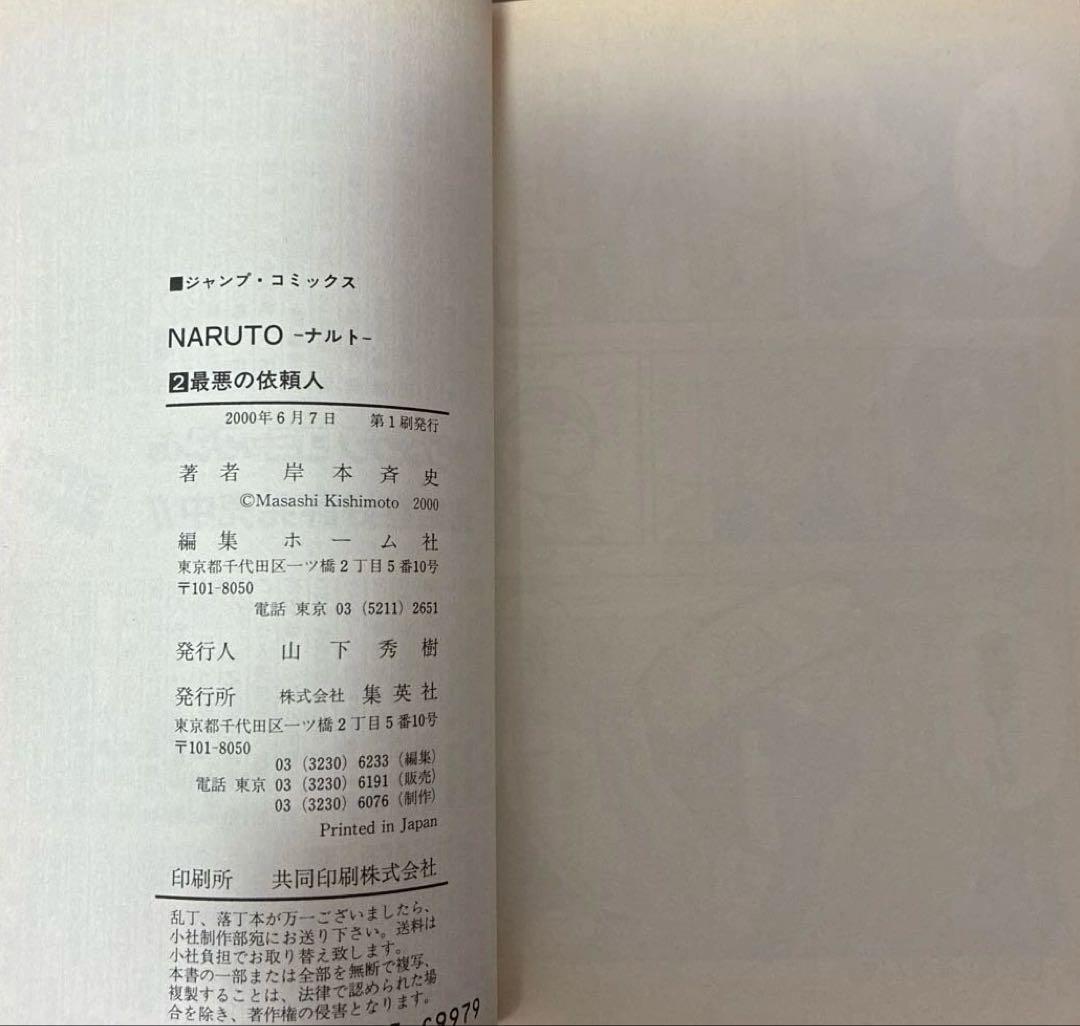 ■ジャンプ・コミックス
NARUTO -ナルト-
2最悪の依頼人
2000年6月7日 第1刷発行
著者 岸本斉史
©Masashi Kishimoto 2000
編集 ホーム社
東京都千代田区一ツ橋2丁目5番10号
〒101-8050
電話 東京 03 (5211) 2651
発行人 山下秀樹
発行所 株式会社 集英社
東京都千代田区一ツ橋2丁目5番10号
〒101-8050
03 (3230) 6233 (編集)
電話 東京 03 (3230) 6191 (販売)
03 (3230) 6076 (制作)
Printed in Japan
印刷所 共同印刷株式会社
乱丁、落丁本が万一ございましたら、
小社制作部宛にお送り下さい。送料は
小社負担でお取り替え致します。
本書の一部または全部を無断で複写、
複製することは、法律で認められた場
合を除き、著作権の侵害となります。
69979